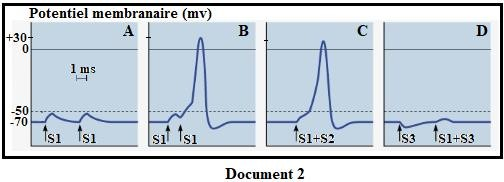 Potentiel membranaire (mv)
A B C D
+30
0
1 ms
-50
-70
S1 S1 S1 S1 S1+S2 S3 S1+S3
Document 2